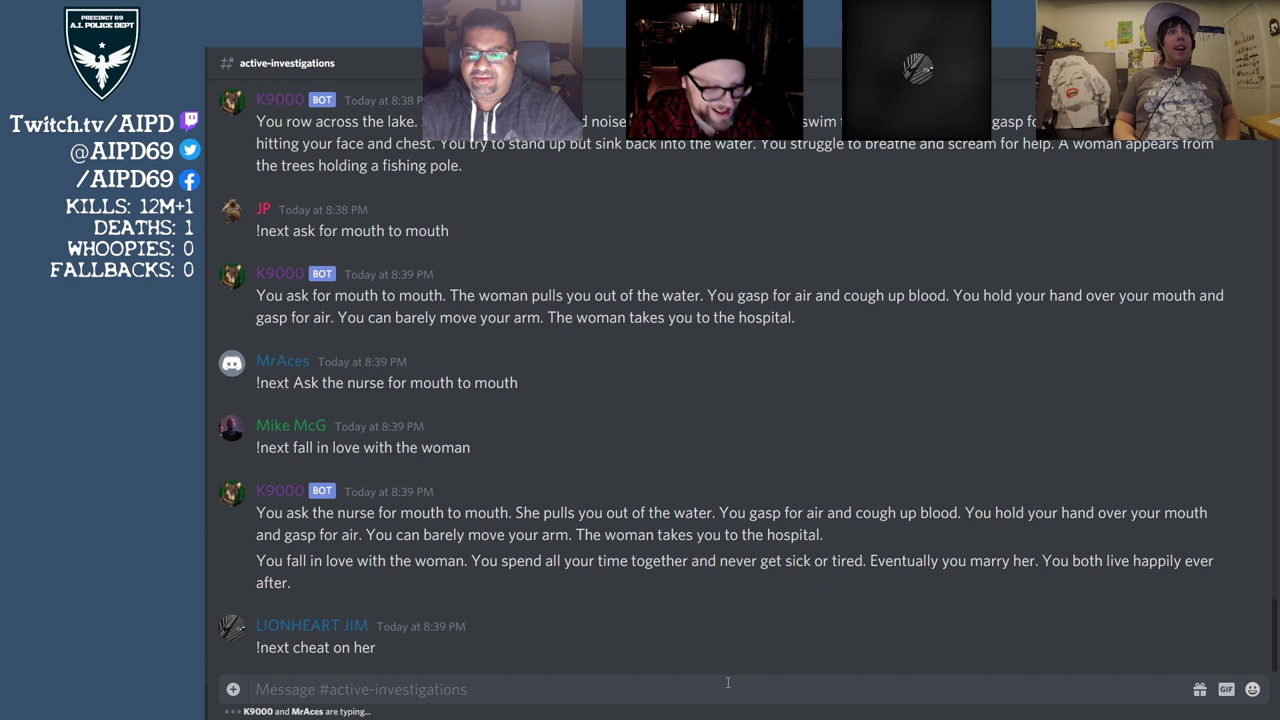 PRECINCT 69
A.I. POLICE DEPT
Twitch.tv/AIPD
@AIPD69
/AIPD69
KILLS: 12M+1
DEATHS: 1
WHOOPIES: 0
FALLBACKS: 0
active-investigations
K9000 BOT Today at 8:38 P
You row across the lake. d noise swim gasp fo
hitting your face and chest. You try to stand up but sink back into the water. You struggle to breathe and scream for help. A woman appears from
the trees holding a fishing pole.
JP Today at 8:38 PM
!next ask for mouth to mouth
K9000 BOT Today at 8:39 PM
You ask for mouth to mouth. The woman pulls you out of the water. You gasp for air and cough up blood. You hold your hand over your mouth and
gasp for air. You can barely move your arm. The woman takes you to the hospital.
MrAces Today at 8:39 PM
!next Ask the nurse for mouth to mouth
Mike McG Today at 8:39 PM
!next fall in love with the woman
K9000 BOT Today at 8:39 PM
You ask the nurse for mouth to mouth. She pulls you out of the water. You gasp for air and cough up blood. You hold your hand over your mouth
and gasp for air. You can barely move your arm. The woman takes you to the hospital.
You fall in love with the woman. You spend all your time together and never get sick or tired. Eventually you marry her. You both live happily ever
after.
LIONHEART JIM Today at 8:39 PM
!next cheat on her
Message #active-investigations
GIF
K9000 and MrAces are typing...